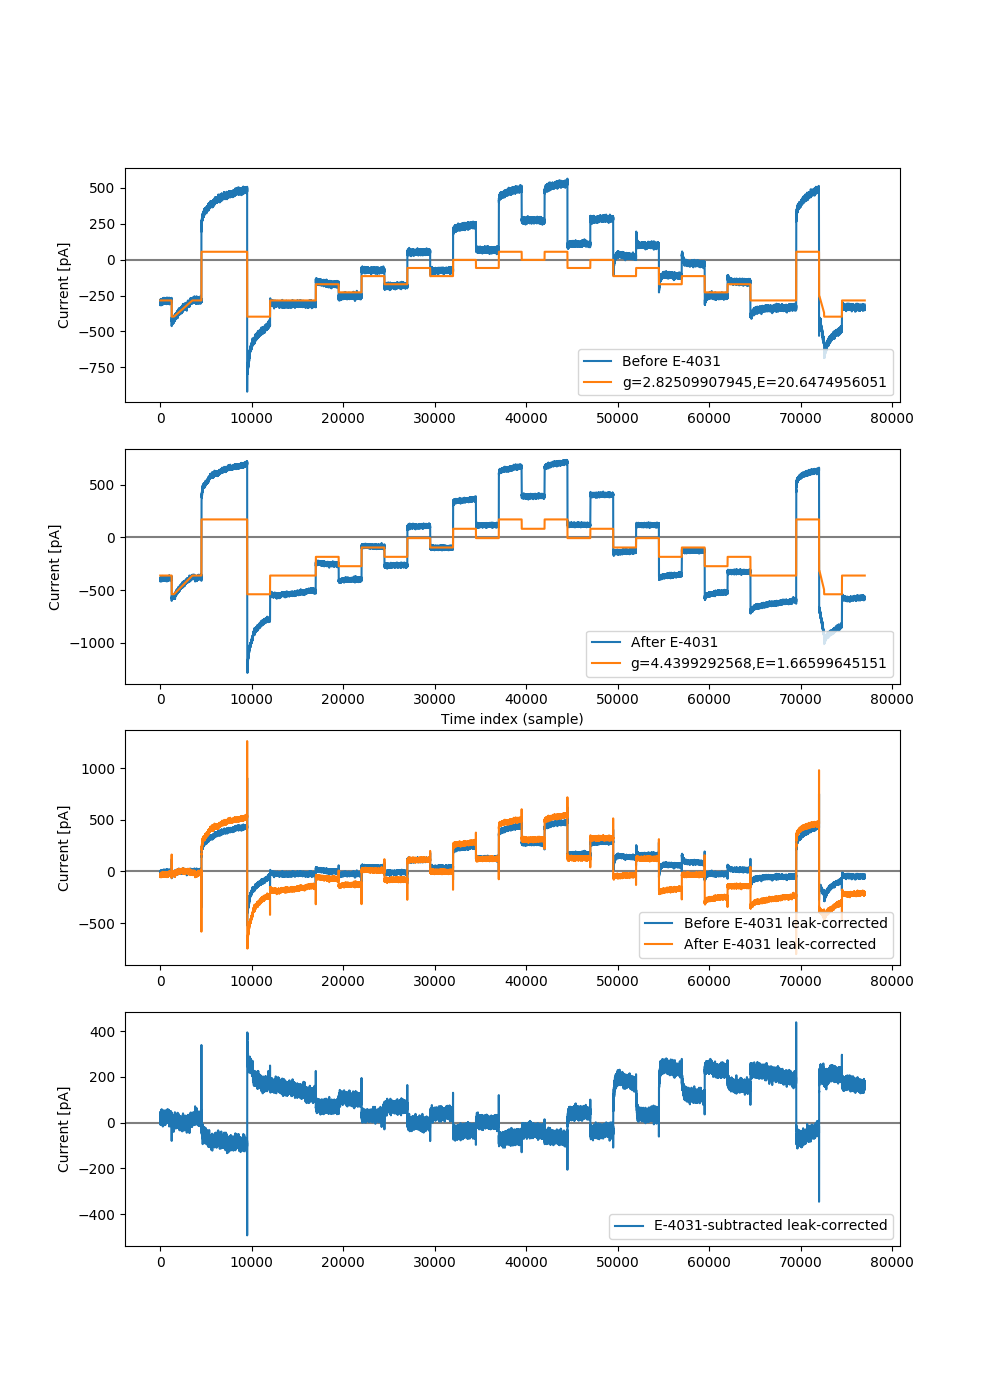 500
250
0
−250
−500
−750
Current [pA]
Before E-4031
g=2.82509907945,E=20.6474956051
0 10000 20000 30000 40000 50000 60000 70000 80000
500
0
−500
−1000
Current [pA]
After E-4031
g=4.4399292568,E=1.66599645151
0 10000 20000 30000 40000 50000 60000 70000 80000
Time index (sample)
1000
500
0
−500
Current [pA]
Before E-4031 leak-corrected
After E-4031 leak-corrected
0 10000 20000 30000 40000 50000 60000 70000 80000
400
200
0
−200
−400
Current [pA]
E-4031-subtracted leak-corrected
0 10000 20000 30000 40000 50000 60000 70000 80000